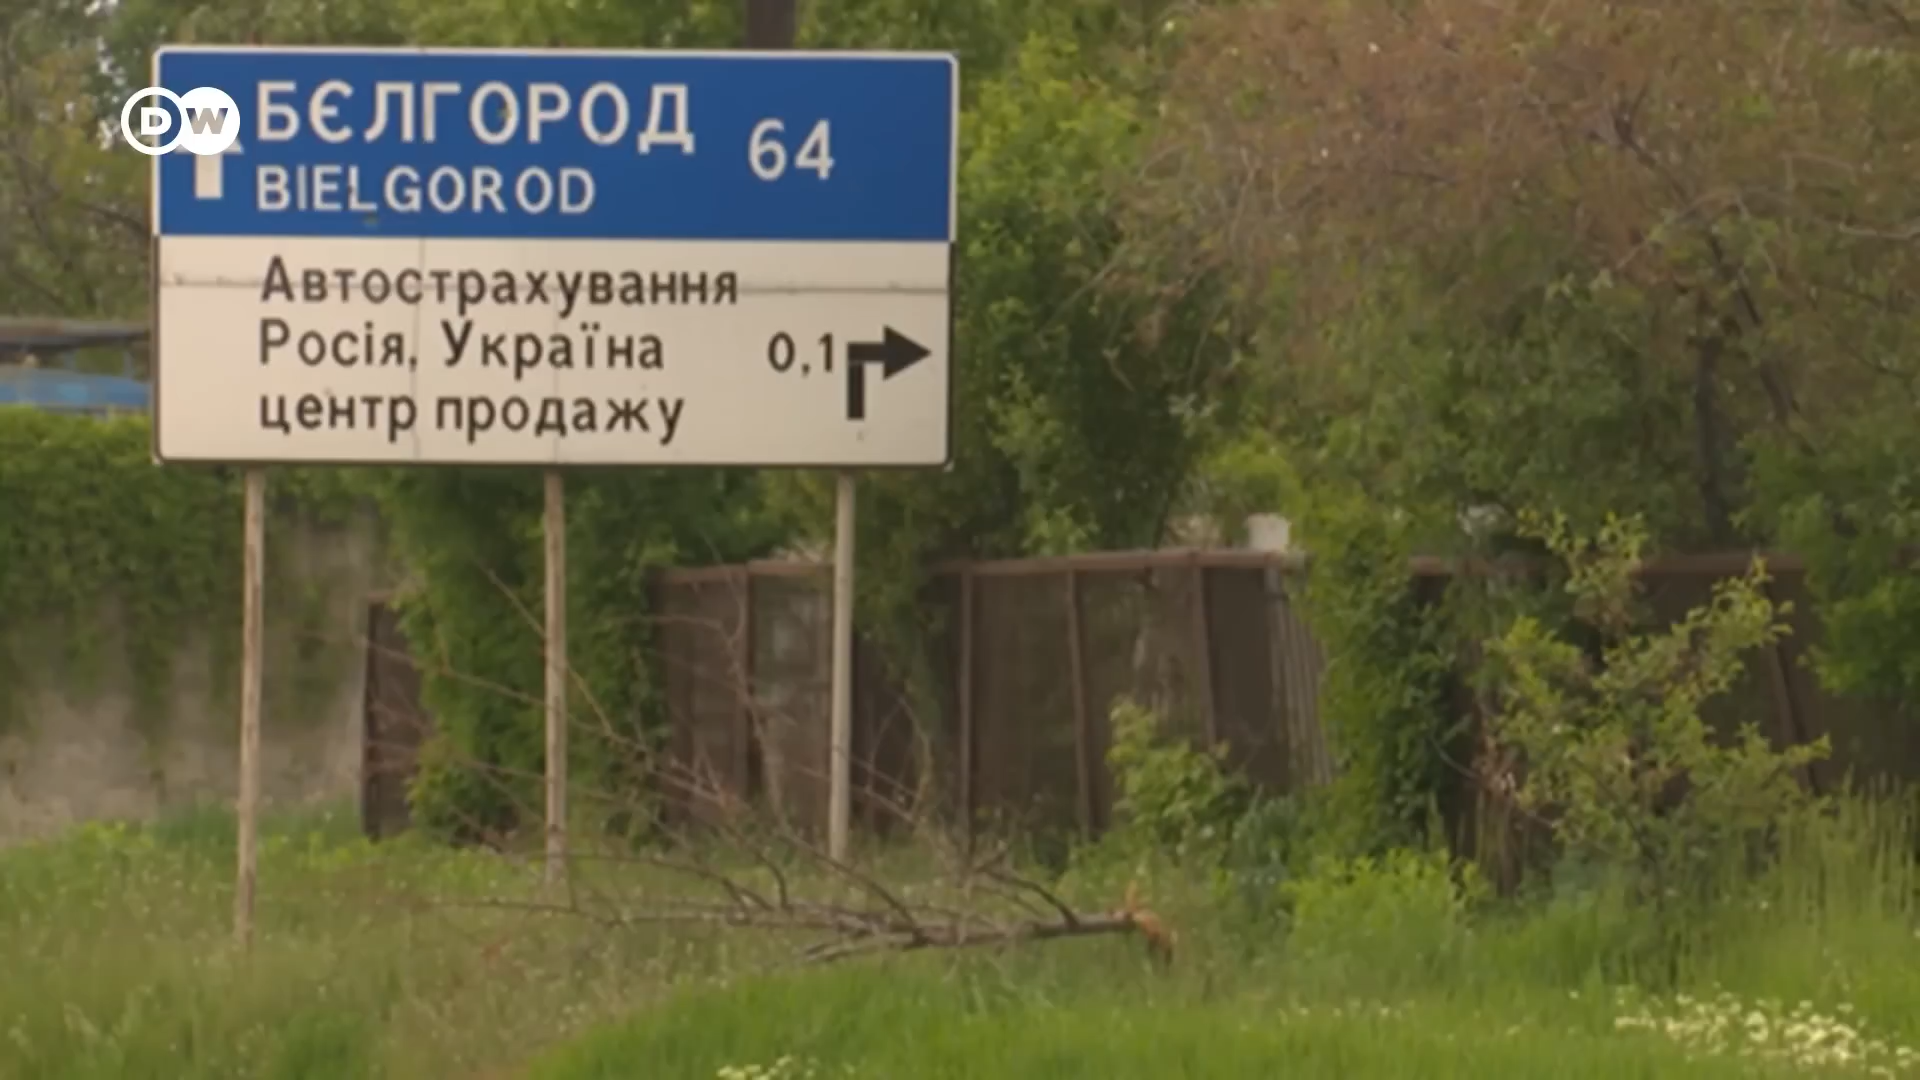 DW
БЄЛГОРОД 64
BIELGOROD
Автострахування
Росія, Україна 0,1
центр продажу